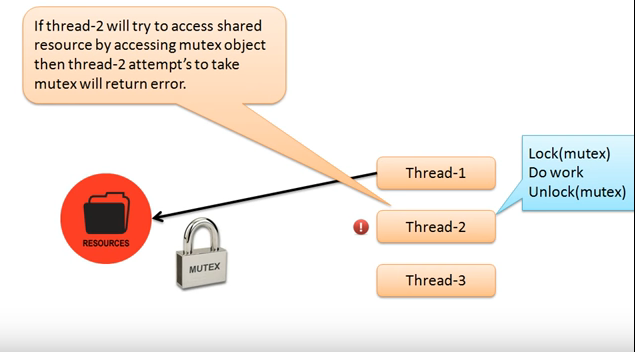 If thread-2 will try to access shared
resource by accessing mutex object
then thread-2 attempt's to take
mutex will return error.
Thread-1
Lock(mutex)
Do work
Unlock(mutex)
RESOURCES
MUTEX
Thread-2
Thread-3